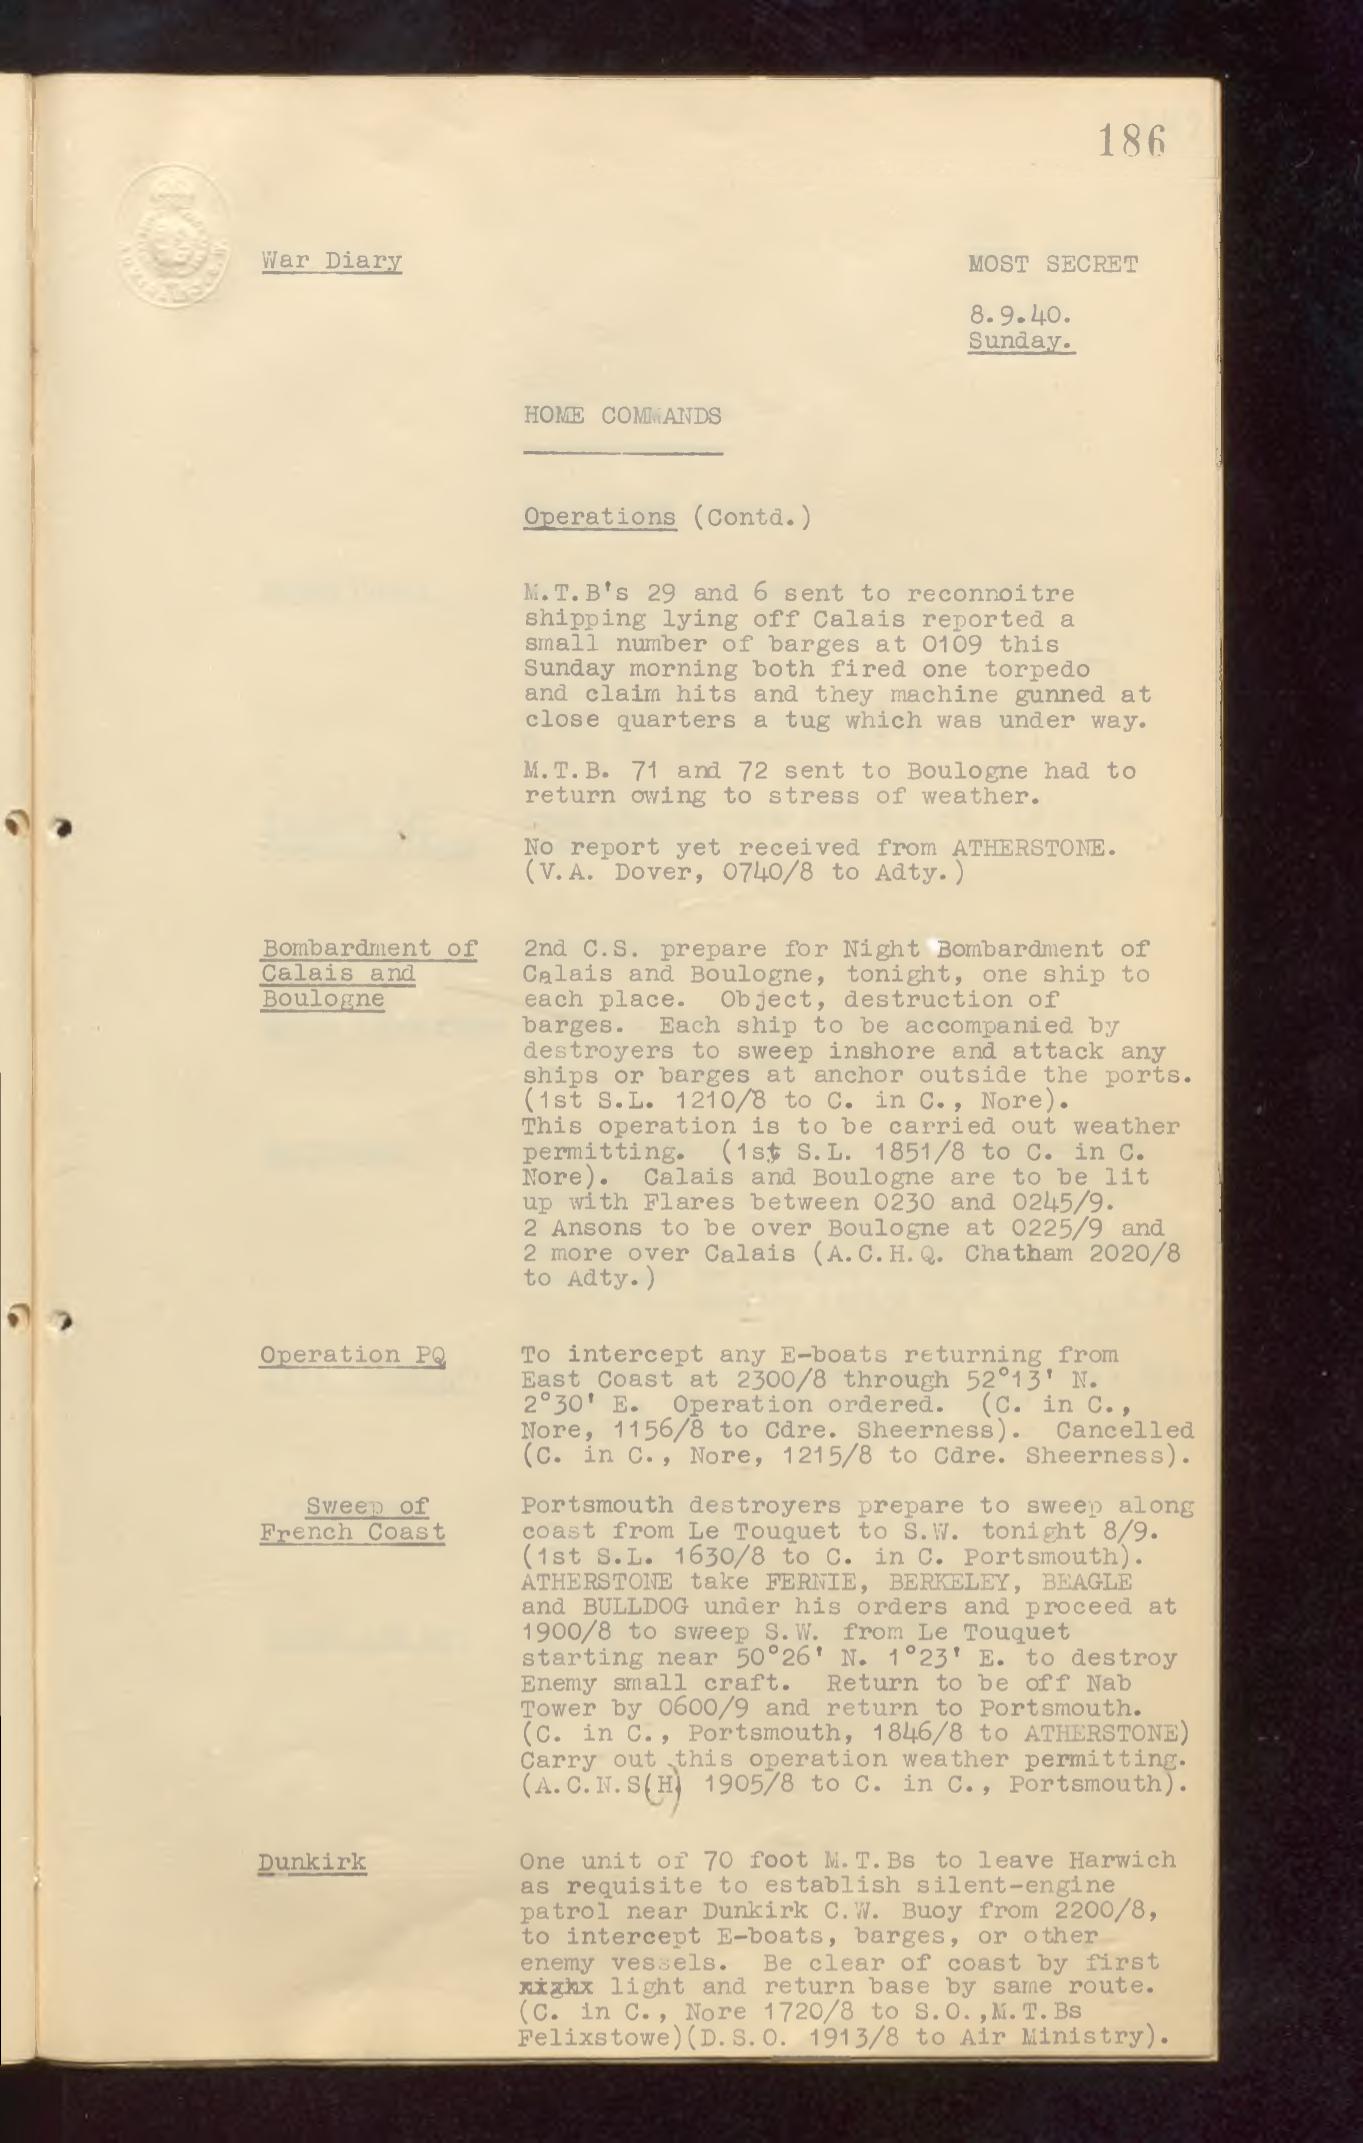 186
War Diary
MOST SECRET
8.9.40.
Sunday.
HOME COMMANDS
Operations (Contd.)
M.T.B's 29 and 6 sent to reconnoitre
shipping lying off Calais reported a
small number of barges at 0109 this
Sunday morning both fired one torpedo
and claim hits and they machine gunned at
close quarters a tug which was under way.
M.T.B. 71 and 72 sent to Boulogne had to
return owing to stress of weather.
No report yet received from ATHERSTONE.
(V.A. Dover, 0740/8 to Adty.)
Bombardment of
Calais and
Boulogne
2nd C.S. prepare for Night Bombardment of
Calais and Boulogne, tonight, one ship to
each place. Object, destruction of
barges. Each ship to be accompanied by
destroyers to sweep inshore and attack any
ships or barges at anchor outside the ports.
(1st S.L. 1210/8 to C. in C., Nore).
This operation is to be carried out weather
permitting. (1st S.L. 1851/8 to C. in C.
Nore). Calais and Boulogne are to be lit
up with Flares between 0230 and 0245/9.
2 Ansons to be over Boulogne at 0225/9 and
2 more over Calais (A.C.H.Q. Chatham 2020/8
to Adty.)
Operation PQ
To intercept any E-boats returning from
East Coast at 2300/8 through 52°13' N.
2°30' E. Operation ordered. (C. in C.,
Nore, 1156/8 to Cdre. Sheerness). Cancelled
(C. in C., Nore, 1215/8 to Cdre. Sheerness).
Sweep of
French Coast
Portsmouth destroyers prepare to sweep along
coast from Le Touquet to S.W. tonight 8/9.
(1st S.L. 1630/8 to C. in C. Portsmouth).
ATHERSTONE take FERNIE, BERKELEY, BEAGLE
and BULLDOG under his orders and proceed at
1900/8 to sweep S.W. from Le Touquet
starting near 50°26' N. 1°23' E. to destroy
Enemy small craft. Return to be off Nab
Tower by 0600/9 and return to Portsmouth.
(C. in C., Portsmouth, 1846/8 to ATHERSTONE)
Carry out this operation weather permitting.
(A.C.N.S(H) 1905/8 to C. in C., Portsmouth).
Dunkirk
One unit of 70 foot M.T.Bs to leave Harwich
as requisite to establish silent-engine
patrol near Dunkirk C.W. Buoy from 2200/8,
to intercept E-boats, barges, or other
enemy vessels. Be clear of coast by first
light and return base by same route.
(C. in C., Nore 1720/8 to S.O.,M.T.Bs
Felixstowe)(D.S.O. 1913/8 to Air Ministry).